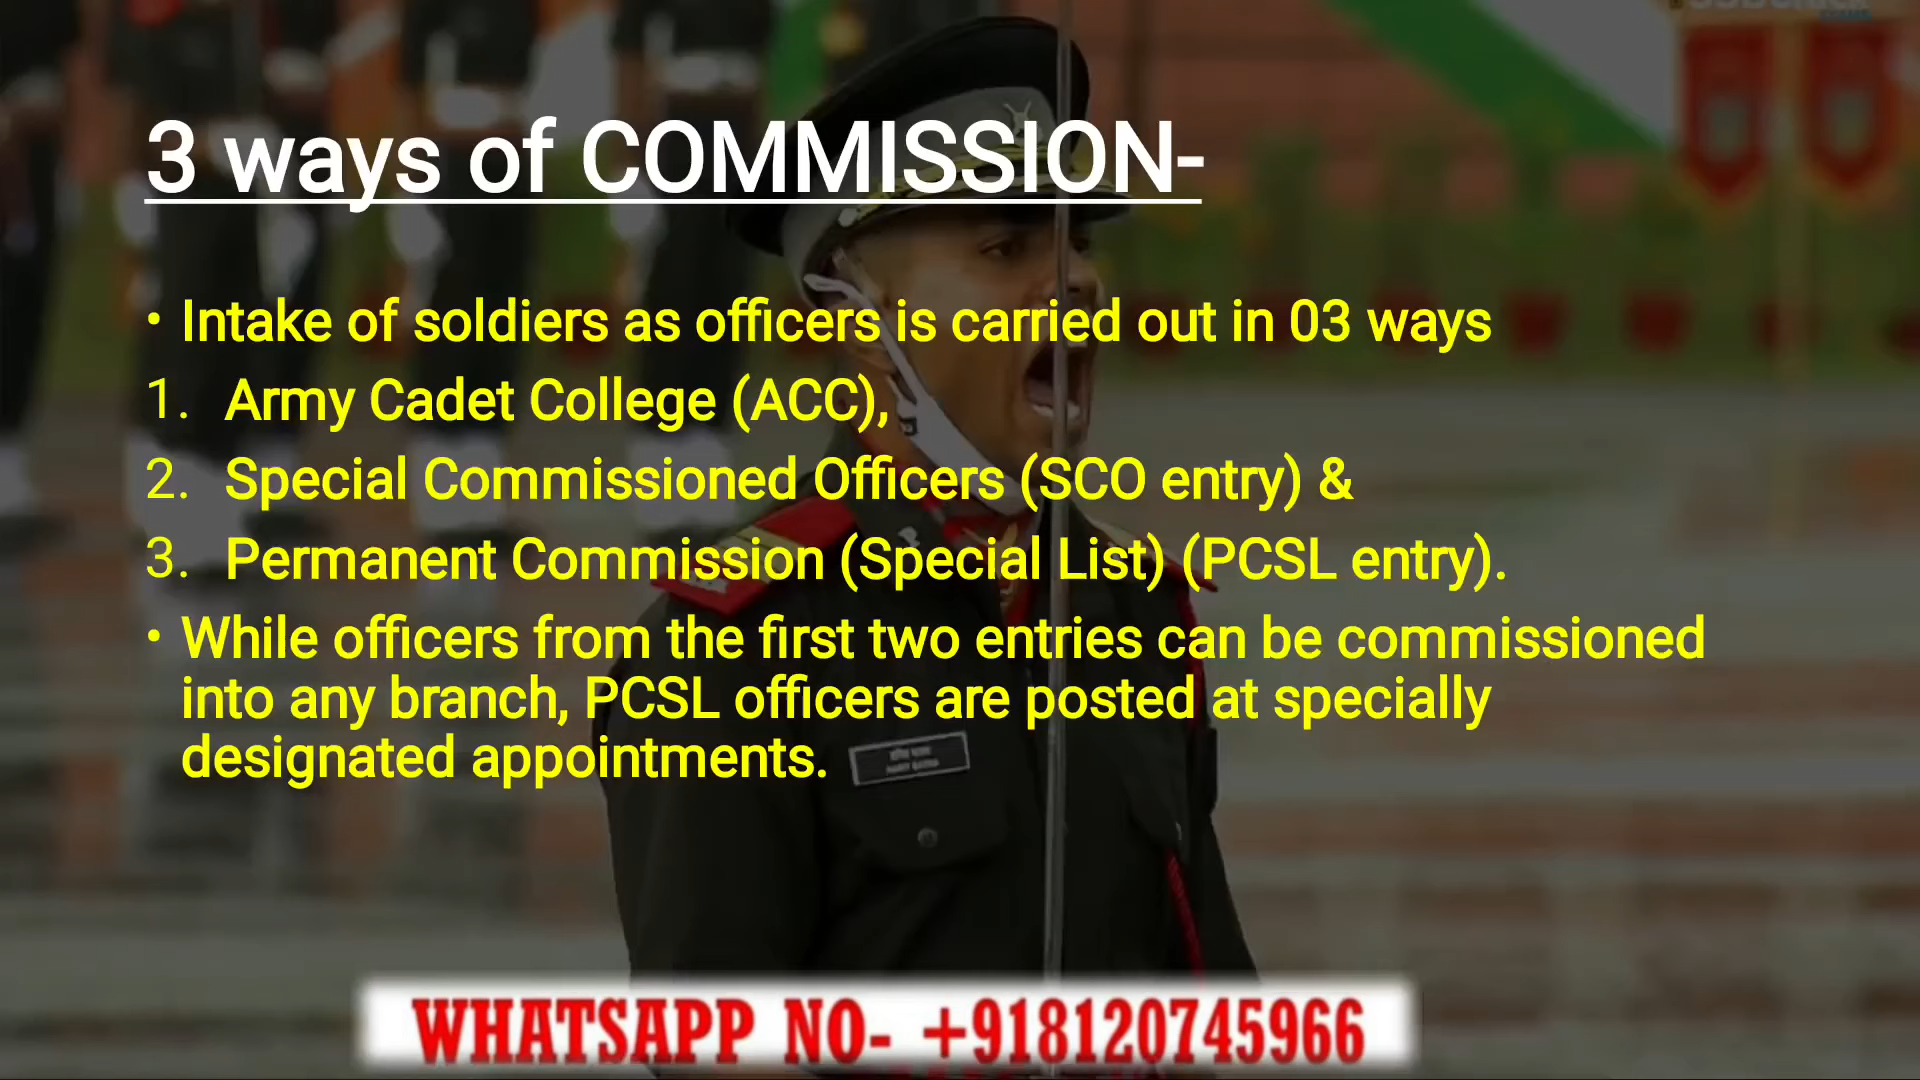 3 ways of COMMISSION-
• Intake of soldiers as officers is carried out in 03 ways
1. Army Cadet College (ACC),
2. Special Commissioned Officers (SCO entry) &
3. Permanent Commission (Special List) (PCSL entry).
• While officers from the first two entries can be commissioned
into any branch, PCSL officers are posted at specially
designated appointments.
WHATSAPP NO- +918120745966